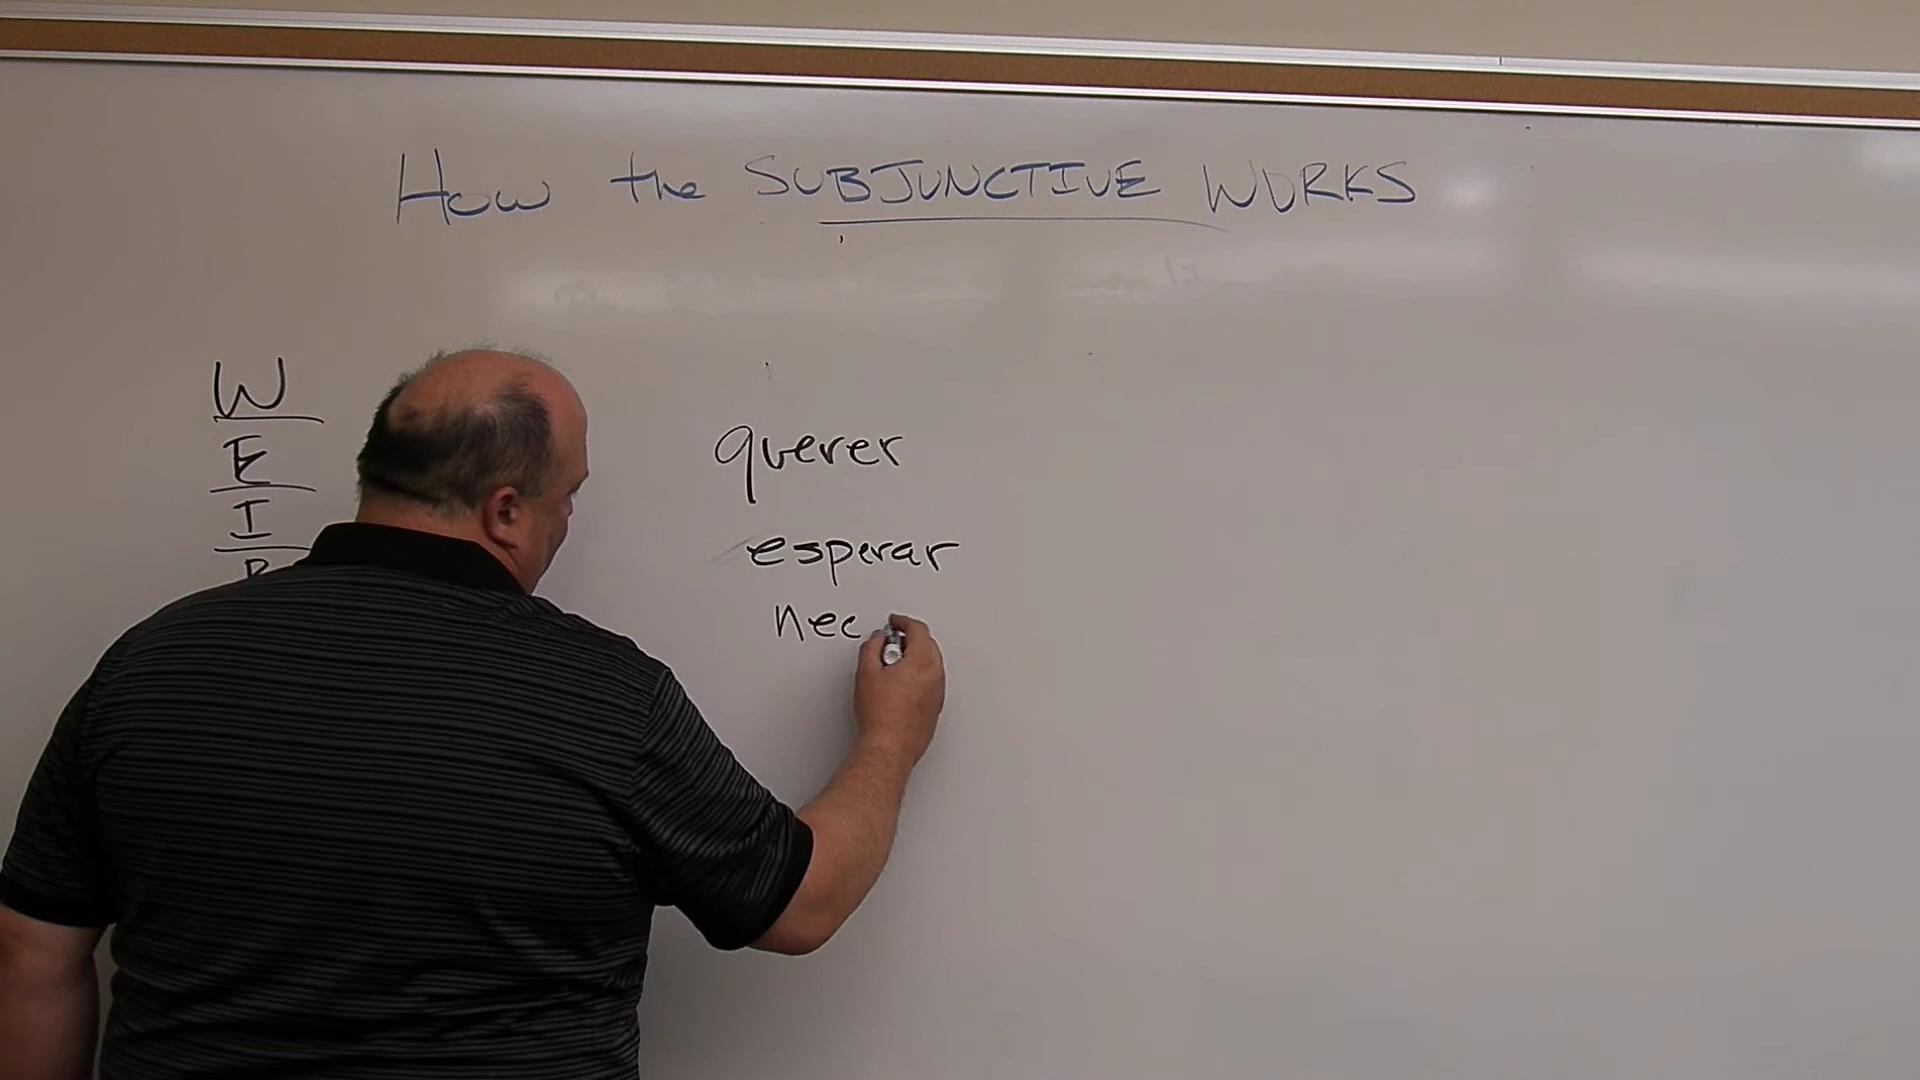 How the SUBJUNCTIVE WORKS
W
E
I
querer
esperar
nec